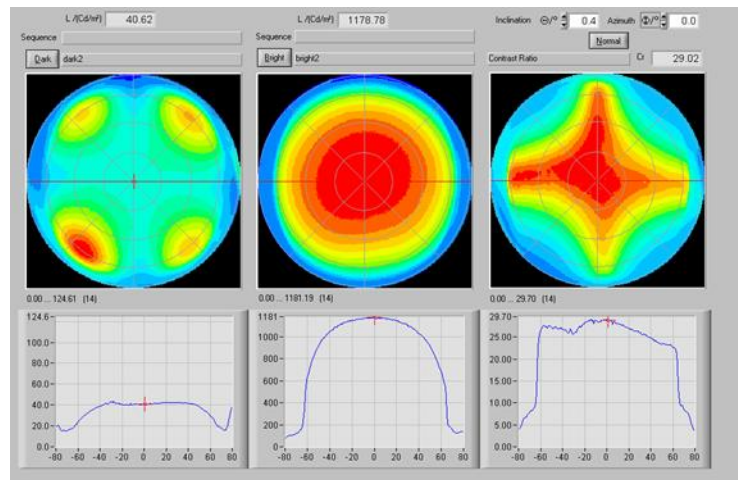 L /(Cd/m²) 40.62
L /(Cd/m²) 1178.78
Inclination Θ/° 0.4 Azimuth Φ/° 0.0
Sequence
Sequence
Normal
Dark dark2
Bright bright2
Contrast Ratio Cr 29.02
0.00 ... 124.61 (14)
0.00 ... 1181.19 (14)
0.00 ... 29.70 (14)
124.6
100.0
80.0
60.0
40.0
20.0
0.0
-80 -60 -40 -20 0 20 40 60 80
1181
1000
800
600
400
200
0
-80 -60 -40 -20 0 20 40 60 80
29.70
25.00
20.00
15.00
10.00
5.00
0.00
-80 -60 -40 -20 0 20 40 60 80